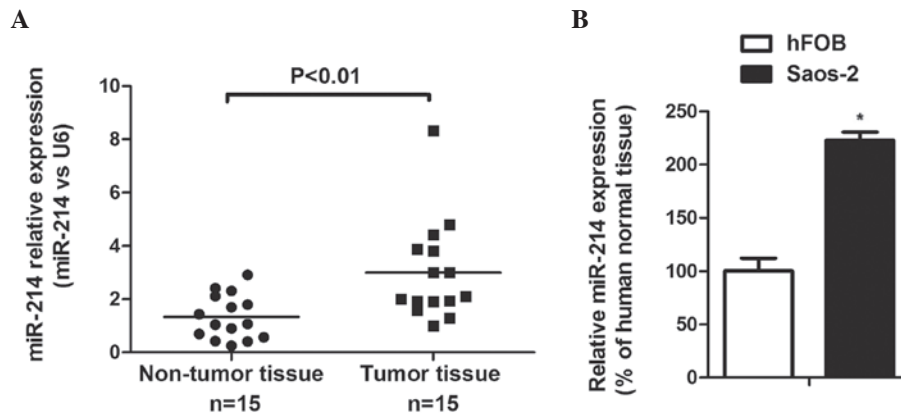 A
miR-214 relative expression
(miR-214 vs U6)
10
8
6
4
2
0
P<0.01
Non-tumor tissue
n=15
Tumor tissue
n=15
B
hFOB
Saos-2
Relative miR-214 expression
(% of human normal tissue)
250
200
150
100
50
0
*